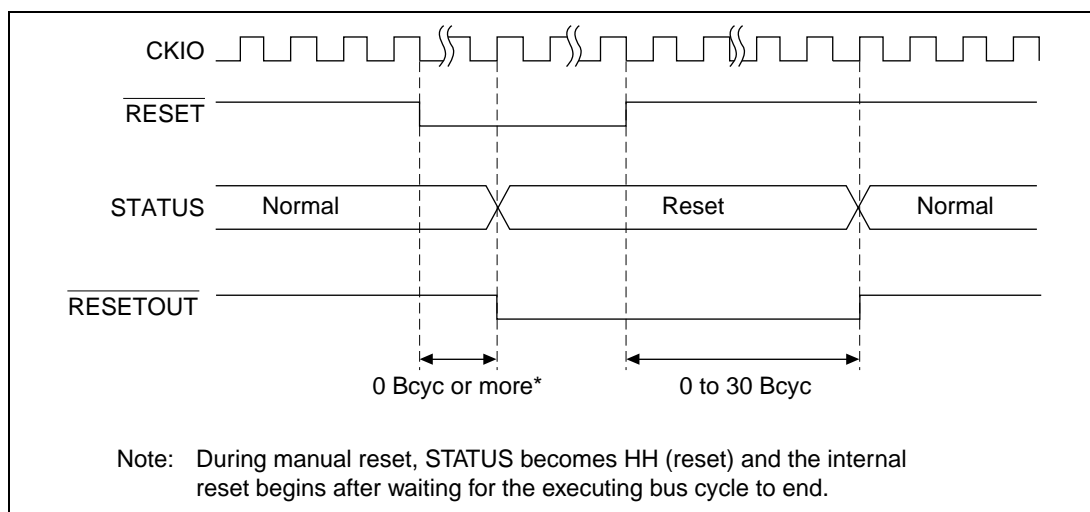 CKIO
RESET
STATUS Normal Reset Normal
RESETOUT
0 Bcyc or more* 0 to 30 Bcyc
Note: During manual reset, STATUS becomes HH (reset) and the internal
reset begins after waiting for the executing bus cycle to end.